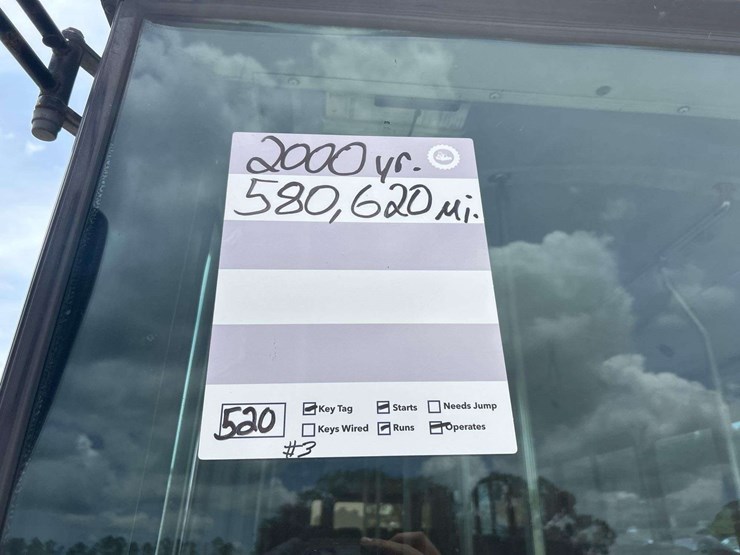 2000 yr.
580,620 mi.
520
Key Tag Starts Needs Jump
Keys Wired Runs Operates
#3